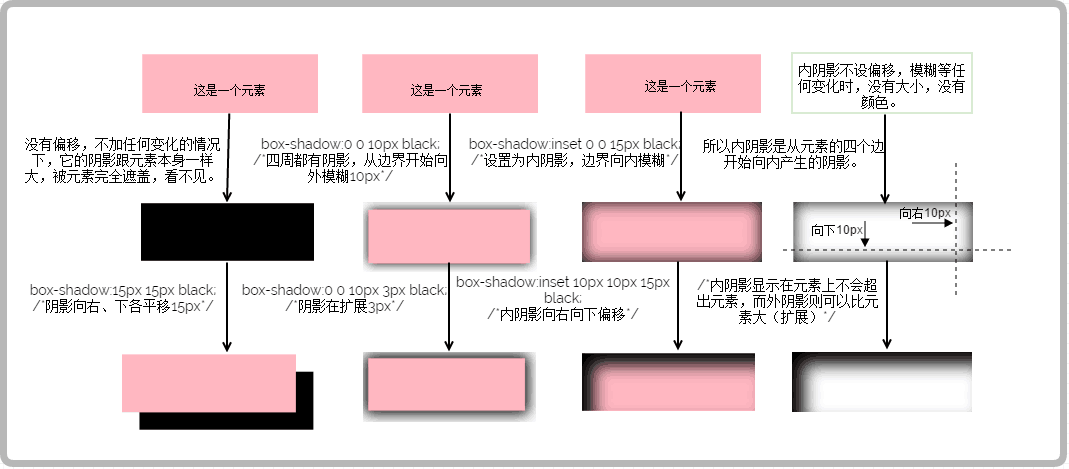 这是一个元素
这是一个元素
这是一个元素
内阴影不设偏移，模糊等任
何变化时，没有大小，没有
颜色。
没有偏移，不加任何变化的情况
下，它的阴影跟元素本身一样
大，被元素完全遮盖，看不见。
box-shadow:0 0 10px black;
/*四周都有阴影，从边界开始向
外模糊10px*/
box-shadow:inset 0 0 15px black;
/*设置为内阴影，边界向内模糊*/
所以内阴影是从元素的四个边
开始向内产生的阴影。
向右10px
向下10px
box-shadow:15px 15px black;
/*阴影向右、下各平移15px*/
box-shadow:0 0 10px 3px black;
/*阴影在扩展3px*/
box-shadow:inset 10px 10px 15px
black;
/*内阴影向右向下偏移*/
/*内阴影显示在元素上不会超
出元素，而外阴影则可以比元
素大（扩展）*/